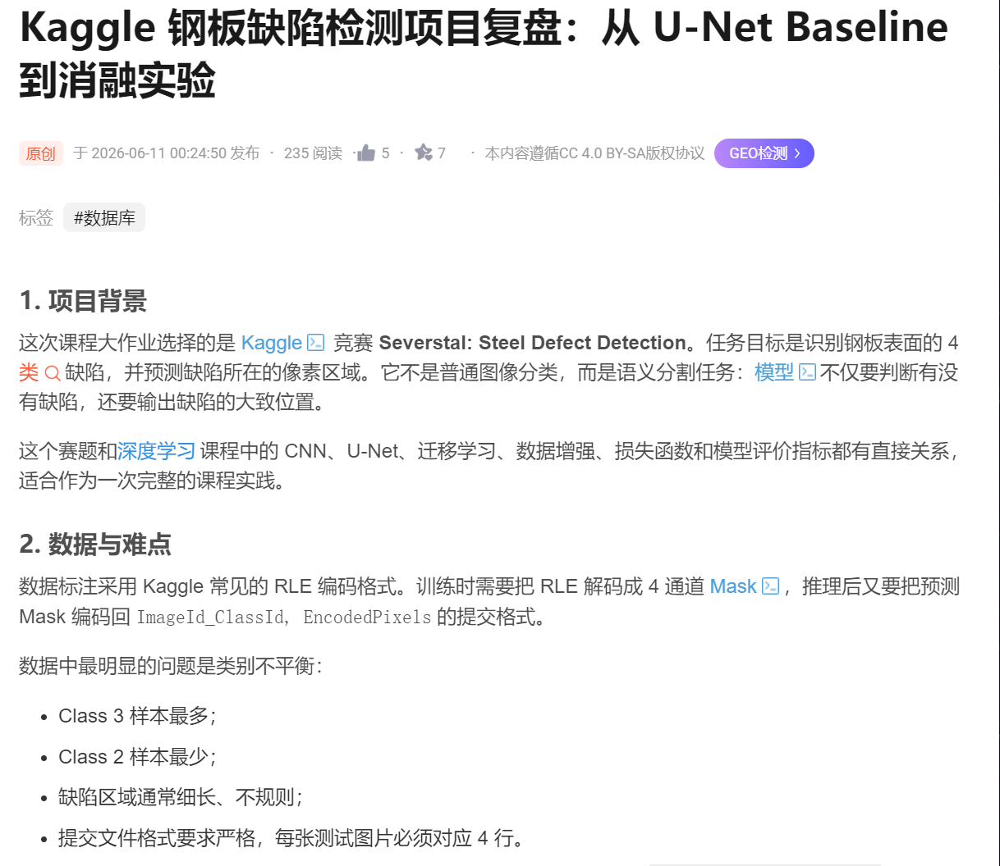 Kaggle 钢板缺陷检测项目复盘：从 U-Net Baseline
到消融实验
原创 于 2026-06-11 00:24:50 发布 · 235 阅读 · 5 · 7 · 本内容遵循CC 4.0 BY-SA版权协议 GEO检测
标签 #数据库
1. 项目背景
这次课程大作业选择的是 Kaggle 竞赛 Severstal: Steel Defect Detection。任务目标是识别钢板表面的 4
类 缺陷，并预测缺陷所在的像素区域。它不是普通图像分类，而是语义分割任务：模型 不仅要判断有没
有缺陷，还要输出缺陷的大致位置。
这个赛题和深度学习 课程中的 CNN、U-Net、迁移学习、数据增强、损失函数和模型评价指标都有直接关系，
适合作为一次完整的课程实践。
2. 数据与难点
数据标注采用 Kaggle 常见的 RLE 编码格式。训练时需要把 RLE 解码成 4 通道 Mask ，推理后又要把预测
Mask 编码回 ImageId_ClassId, EncodedPixels 的提交格式。
数据中最明显的问题是类别不平衡：
• Class 3 样本最多；
• Class 2 样本最少；
• 缺陷区域通常细长、不规则；
• 提交文件格式要求严格，每张测试图片必须对应 4 行。